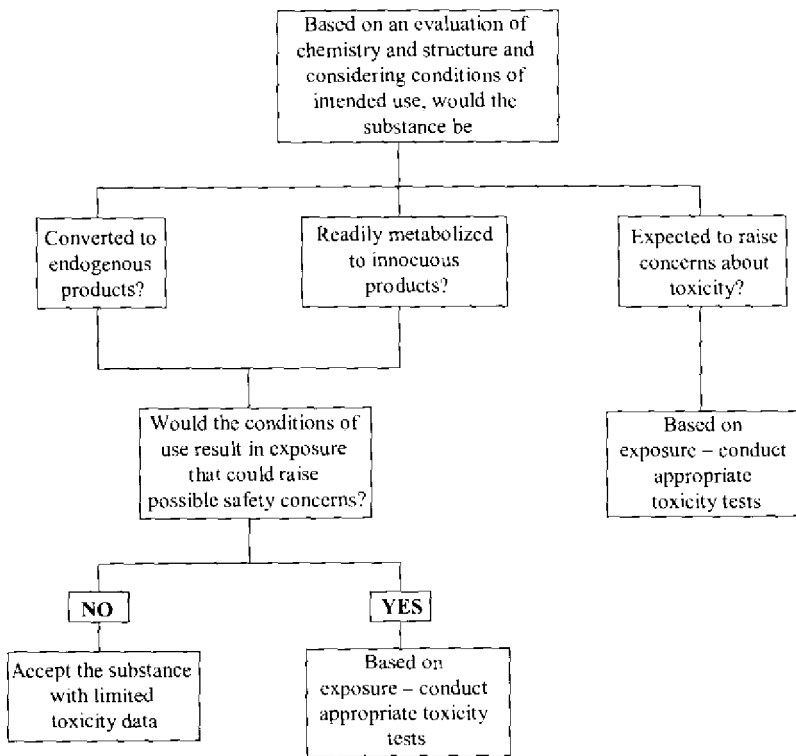 Based on an evaluation of
chemistry and structure and
considering conditions of
intended use, would the
substance be
Converted to
endogenous
products?
Readily metabolized
to innocuous
products?
Expected to raise
concerns about
toxicity?
Would the conditions of
use result in exposure
that could raise
possible safety concerns?
Based on
exposure – conduct
appropriate
toxicity tests
NO
YES
Accept the substance
with limited
toxicity data
Based on
exposure – conduct
appropriate toxicity
tests